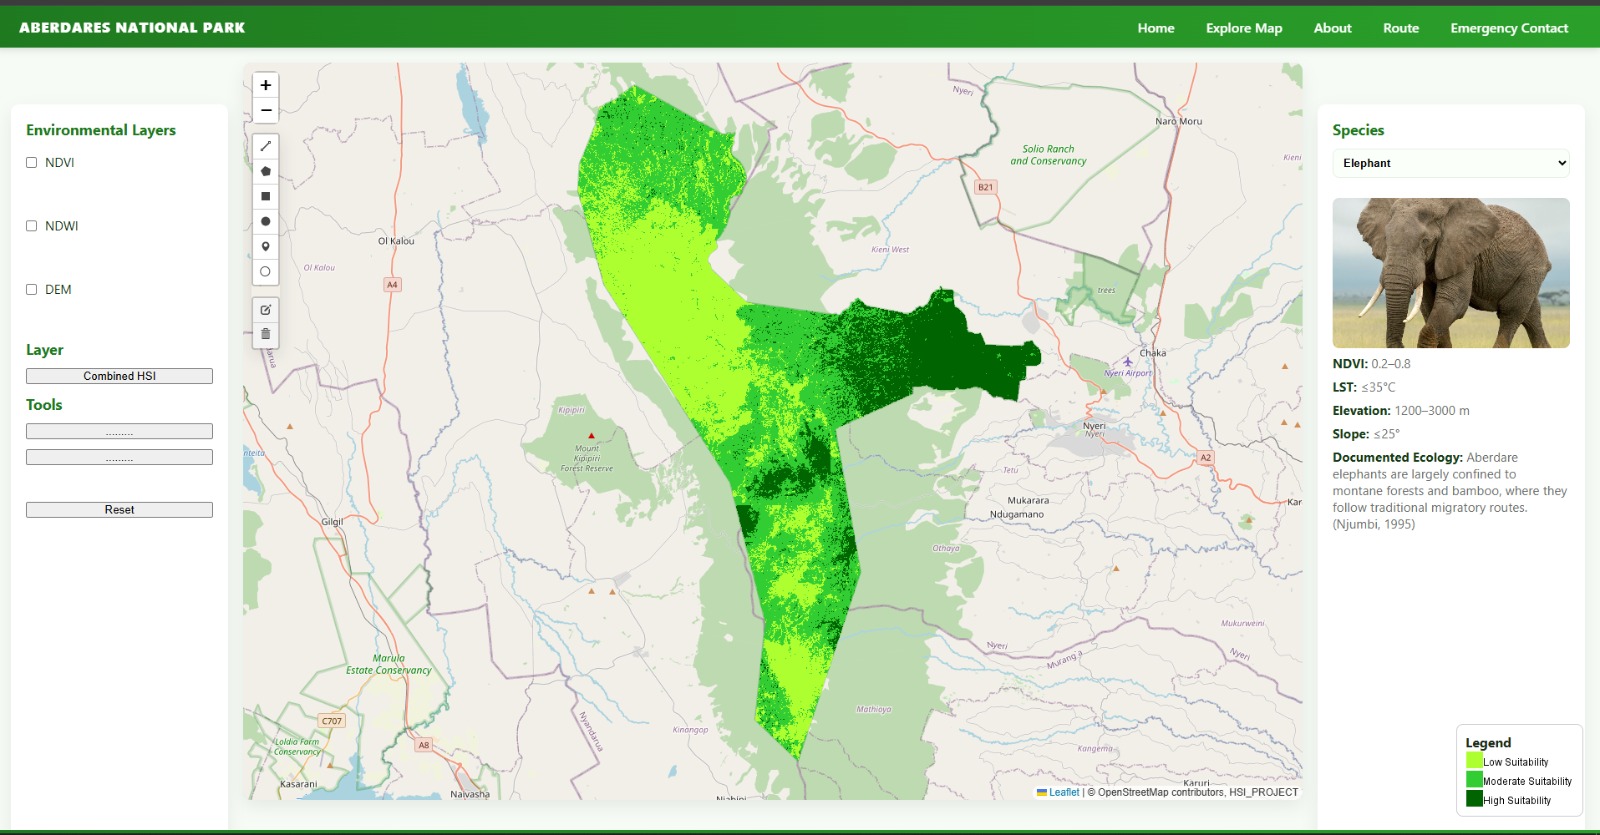 ABERDARES NATIONAL PARK
Home Explore Map About Route Emergency Contact
Environmental Layers
NDVI
NDWI
DEM
Layer
Combined HSI
Tools
.........
.........
Reset
+
−
Nyeri
Naro Moru
Solio Ranch
and Conservancy
Kieni
B21
Ol Kalou
Kieni West
Ol Kalou
A4
trees
Chaka
Nyeri Airport
Kipipiri
Mount
Kipipiri
Forest Reserve
Nyeri
Nyeri
A2
Tetu
Mukarara
Ndugamano
Gilgil
Othaya
Mukurweini
Nyeri
Murang'a
Nyeri
Marula
Estate Conservancy
Mathioya
C707
Nyandarua
Kinangop
A8
Loldia Farm
Conservancy
Kangema
Kasarani
Naivasha
Karuri
Leaflet | © OpenStreetMap contributors, HSI_PROJECT
Species
Elephant
NDVI: 0.2–0.8
LST: ≤35°C
Elevation: 1200–3000 m
Slope: ≤25°
Documented Ecology: Aberdare
elephants are largely confined to
montane forests and bamboo, where they
follow traditional migratory routes.
(Njumbi, 1995)
Legend
Low Suitability
Moderate Suitability
High Suitability